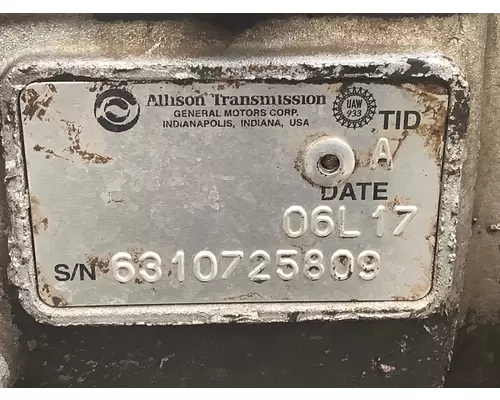 Allison Transmission
GENERAL MOTORS CORP.
INDIANAPOLIS, INDIANA, USA
UAW
933
TID
A
DATE
06L17
S/N 6310725809